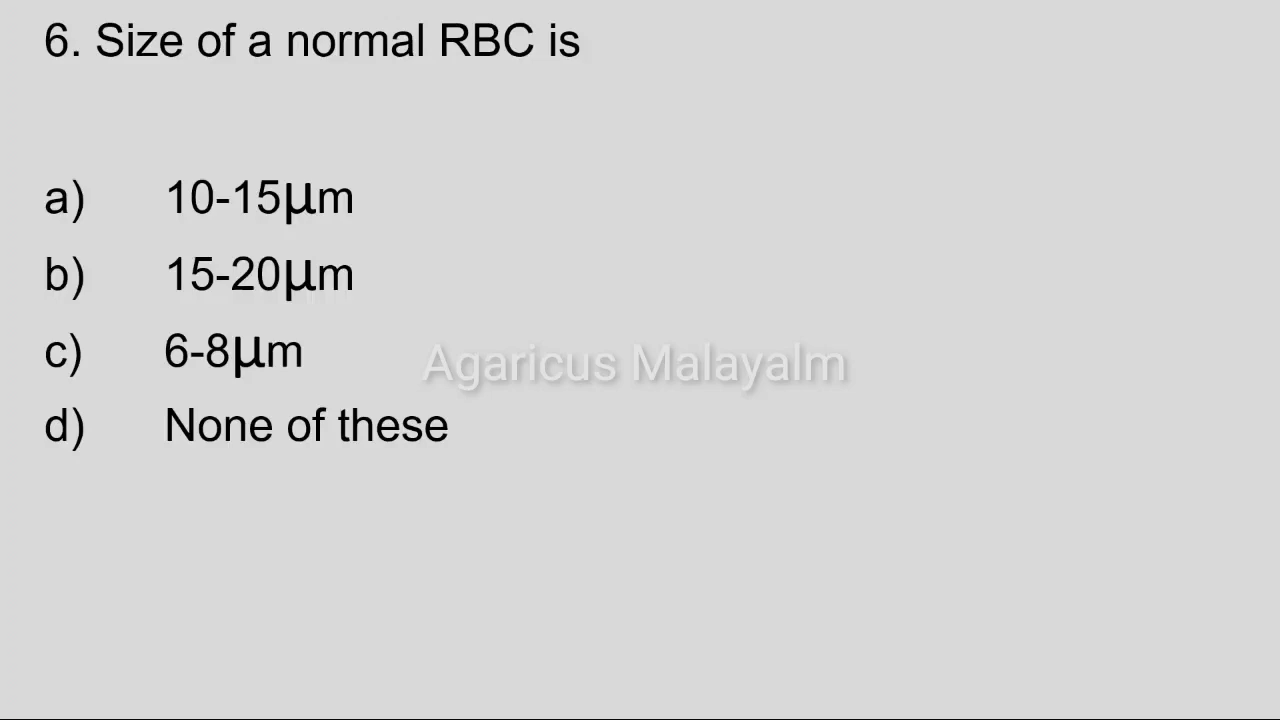 6. Size of a normal RBC is
a) 10-15μm
b) 15-20μm
c) 6-8μm
Agaricus Malayalm
d) None of these